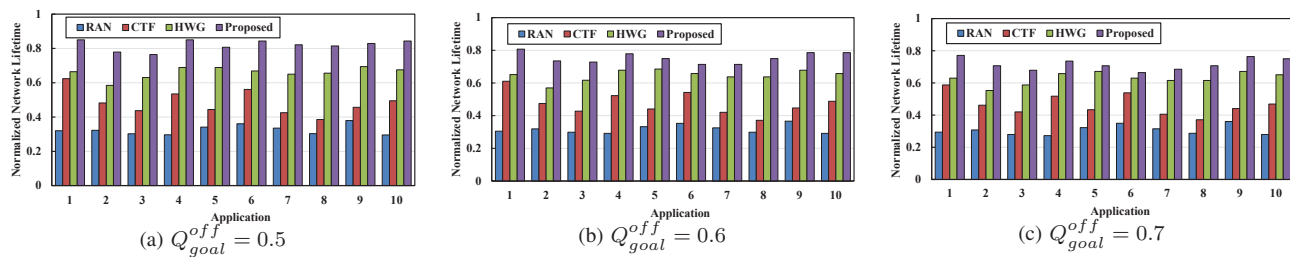 Normalized Network Lifetime
1
0.8
0.6
0.4
0.2
0
RAN CTF HWG Proposed
1 2 3 4 5 6 7 8 9 10
Application
(a) Q^{off}_{goal} = 0.5
Normalized Network Lifetime
1
0.8
0.6
0.4
0.2
0
RAN CTF HWG Proposed
1 2 3 4 5 6 7 8 9 10
Application
(b) Q^{off}_{goal} = 0.6
Normalized Network Lifetime
1
0.8
0.6
0.4
0.2
0
RAN CTF HWG Proposed
1 2 3 4 5 6 7 8 9 10
Application
(c) Q^{off}_{goal} = 0.7